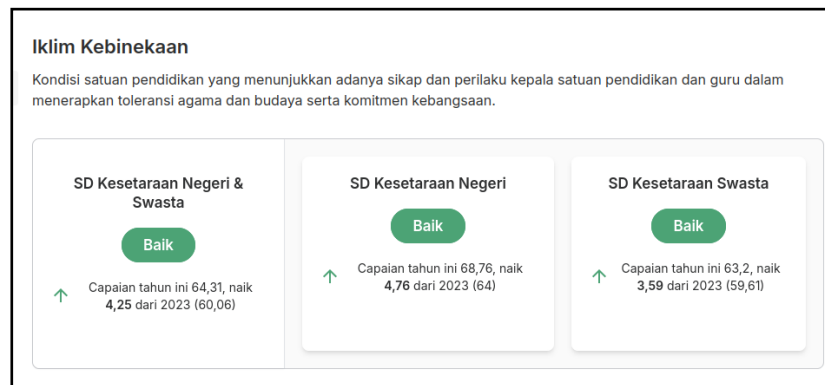 Iklim Kebinekaan
Kondisi satuan pendidikan yang menunjukkan adanya sikap dan perilaku kepala satuan pendidikan dan guru dalam
menerapkan toleransi agama dan budaya serta komitmen kebangsaan.
SD Kesetaraan Negeri &
Swasta
Baik
Capaian tahun ini 64,31, naik
4,25 dari 2023 (60,06)
SD Kesetaraan Negeri
Baik
Capaian tahun ini 68,76, naik
4,76 dari 2023 (64)
SD Kesetaraan Swasta
Baik
Capaian tahun ini 63,2, naik
3,59 dari 2023 (59,61)